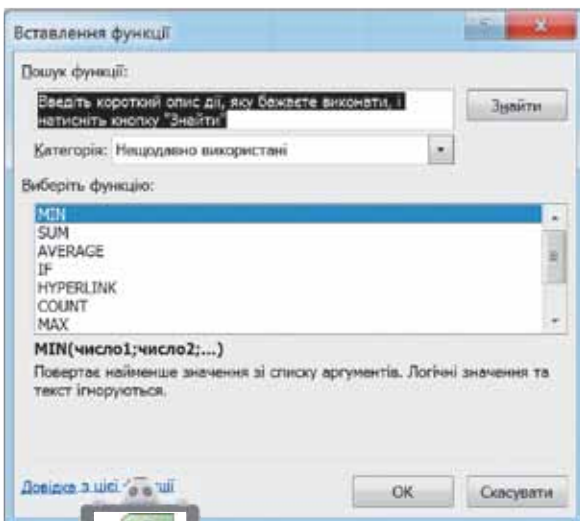 Вставлення функції
Пошук функції:
Введіть короткий опис дії, яку бажаєте виконати, і
натисніть кнопку "Знайти"
Знайти
Категорія: Нещодавно використані
Виберіть функцію:
MIN
SUM
AVERAGE
IF
HYPERLINK
COUNT
MAX
MIN(число1;число2;...)
Повертає найменше значення зі списку аргументів. Логічні значення та
текст ігноруються.
Довідка з цієї
OK
Скасувати